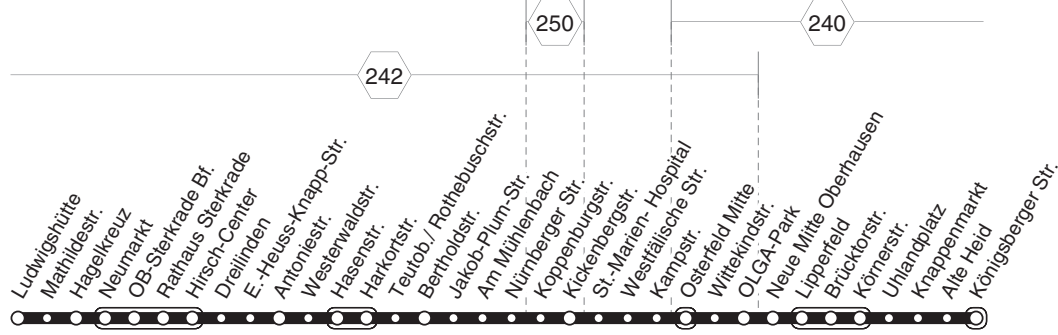 250
240
242
Ludwigshütte
Mathildestr.
Hagelkreuz
Neumarkt
OB-Sterkrade Bf.
Rathaus Sterkrade
Hirsch-Center
Dreilinden
E.-Heuss-Knapp-Str.
Antoniestr.
Westerwaldstr.
Hasenstr.
Harkortstr.
Teutob./ Rothebuschstr.
Bertholdstr.
Jakob-Plum-Str.
Am Mühlenbach
Nürnberger Str.
Koppenburgstr.
Kickenbergstr.
St.-Marien- Hospital
Westfälische Str.
Kampstr.
Osterfeld Mitte
Wittekindstr.
OLGA-Park
Neue Mitte Oberhausen
Lipperfeld
Brücktorstr.
Körnerstr.
Uhlandplatz
Knappenmarkt
Alte Heid
Königsberger Str.